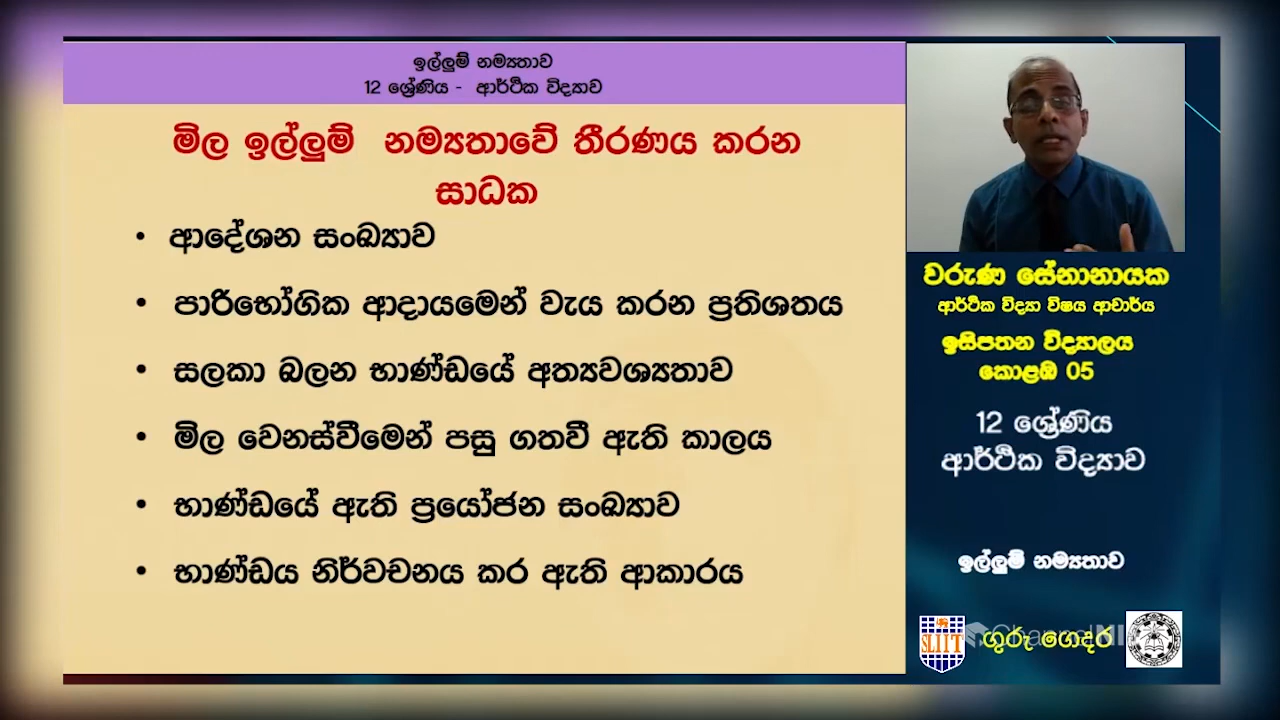 ඉල්ලුම් නම්‍යතාව
12 ශ්‍රේණිය - ආර්ථික විද්‍යාව
මිල ඉල්ලුම් නම්‍යතාවේ තීරණය කරන
සාධක
• ආදේශන සංඛ්‍යාව
• පාරිභෝගික ආදායමෙන් වැය කරන ප්‍රතිශතය
• සලකා බලන භාණ්ඩයේ අත්‍යවශ්‍යතාව
• මිල වෙනස්වීමෙන් පසු ගතවී ඇති කාලය
• භාණ්ඩයේ ඇති ප්‍රයෝජන සංඛ්‍යාව
• භාණ්ඩය නිර්වචනය කර ඇති ආකාරය
වරුණ සේනානායක
ආර්ථික විද්‍යා විෂය ආචාර්ය
ඉසිපතන විද්‍යාලය
කොළඹ 05
12 ශ්‍රේණිය
ආර්ථික විද්‍යාව
ඉල්ලුම් නම්‍යතාව
SLIIT
ගුරු ගෙදර